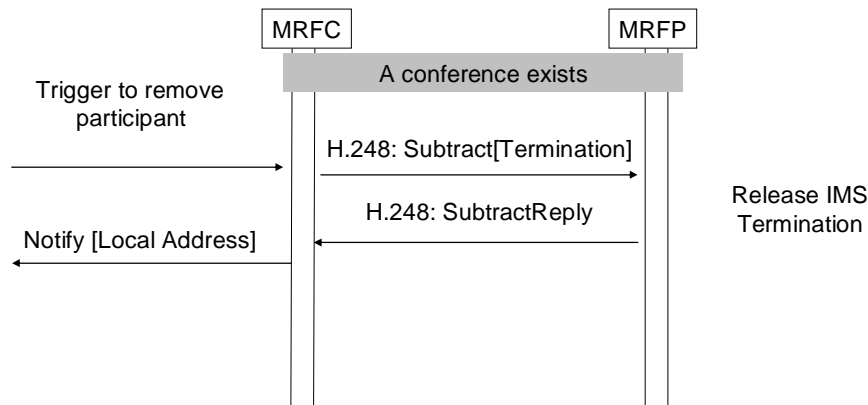 MRFC
MRFP
A conference exists
Trigger to remove
participant
H.248: Subtract[Termination]
H.248: SubtractReply
Release IMS
Termination
Notify [Local Address]